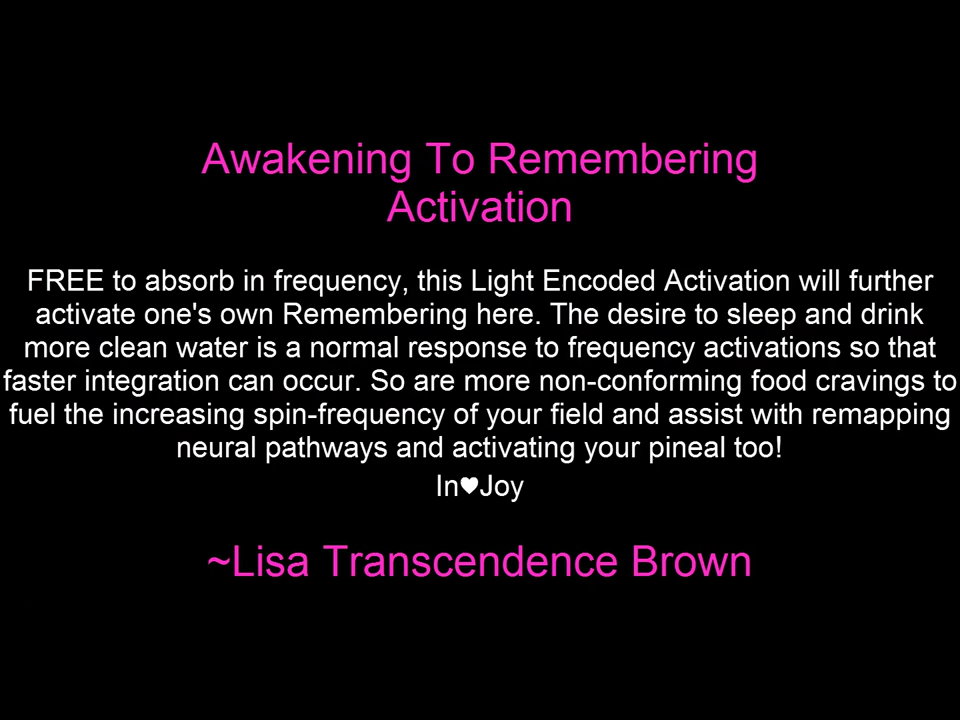 Awakening To Remembering
Activation
FREE to absorb in frequency, this Light Encoded Activation will further
activate one's own Remembering here. The desire to sleep and drink
more clean water is a normal response to frequency activations so that
faster integration can occur. So are more non-conforming food cravings to
fuel the increasing spin-frequency of your field and assist with remapping
neural pathways and activating your pineal too!
In♥Joy
~Lisa Transcendence Brown